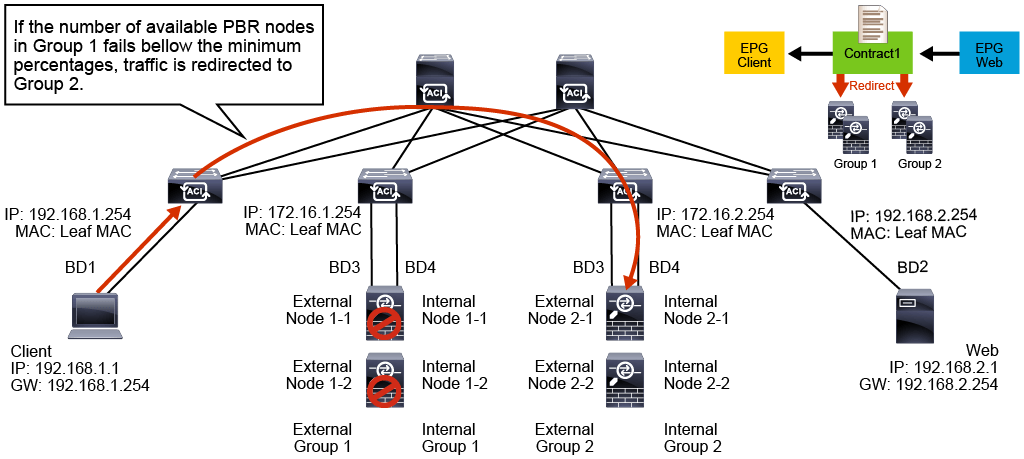 If the number of available PBR nodes
in Group 1 fails bellow the minimum
percentages, traffic is redirected to
Group 2.
EPG
Client
Contract1
EPG
Web
Redirect
Group 1
Group 2
ACI
ACI
ACI
ACI
ACI
ACI
IP: 192.168.1.254
MAC: Leaf MAC
IP: 172.16.1.254
MAC: Leaf MAC
IP: 172.16.2.254
MAC: Leaf MAC
IP: 192.168.2.254
MAC: Leaf MAC
BD1
BD3
BD4
BD3
BD4
BD2
External
Node 1-1
Internal
Node 1-1
External
Node 2-1
Internal
Node 2-1
Client
IP: 192.168.1.1
GW: 192.168.1.254
External
Node 1-2
Internal
Node 1-2
External
Node 2-2
Internal
Node 2-2
Web
IP: 192.168.2.1
GW: 192.168.2.254
External
Group 1
Internal
Group 1
External
Group 2
Internal
Group 2